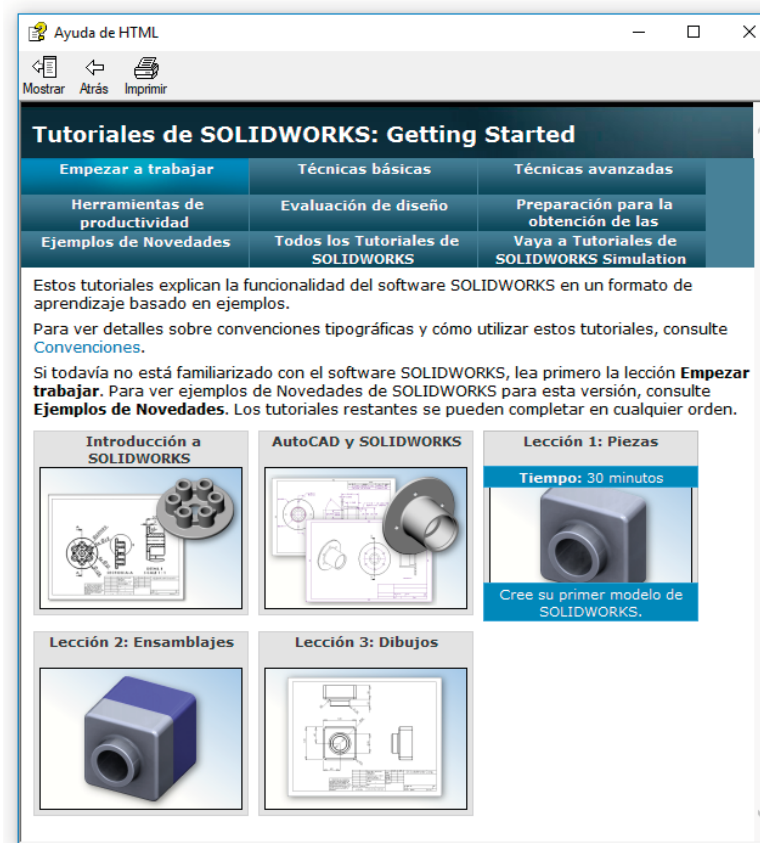 Ayuda de HTML
Mostrar Atrás Imprimir
Tutoriales de SOLIDWORKS: Getting Started
Empezar a trabajar Técnicas básicas Técnicas avanzadas
Herramientas de productividad Evaluación de diseño Preparación para la obtención de las
Ejemplos de Novedades Todos los Tutoriales de SOLIDWORKS Vaya a Tutoriales de SOLIDWORKS Simulation
Estos tutoriales explican la funcionalidad del software SOLIDWORKS en un formato de
aprendizaje basado en ejemplos.
Para ver detalles sobre convenciones tipográficas y cómo utilizar estos tutoriales, consulte
Convenciones.
Si todavía no está familiarizado con el software SOLIDWORKS, lea primero la lección Empezar
trabajar. Para ver ejemplos de Novedades de SOLIDWORKS para esta versión, consulte
Ejemplos de Novedades. Los tutoriales restantes se pueden completar en cualquier orden.
Introducción a
SOLIDWORKS
AutoCAD y SOLIDWORKS
Lección 1: Piezas
Tiempo: 30 minutos
Cree su primer modelo de
SOLIDWORKS.
Lección 2: Ensamblajes
Lección 3: Dibujos